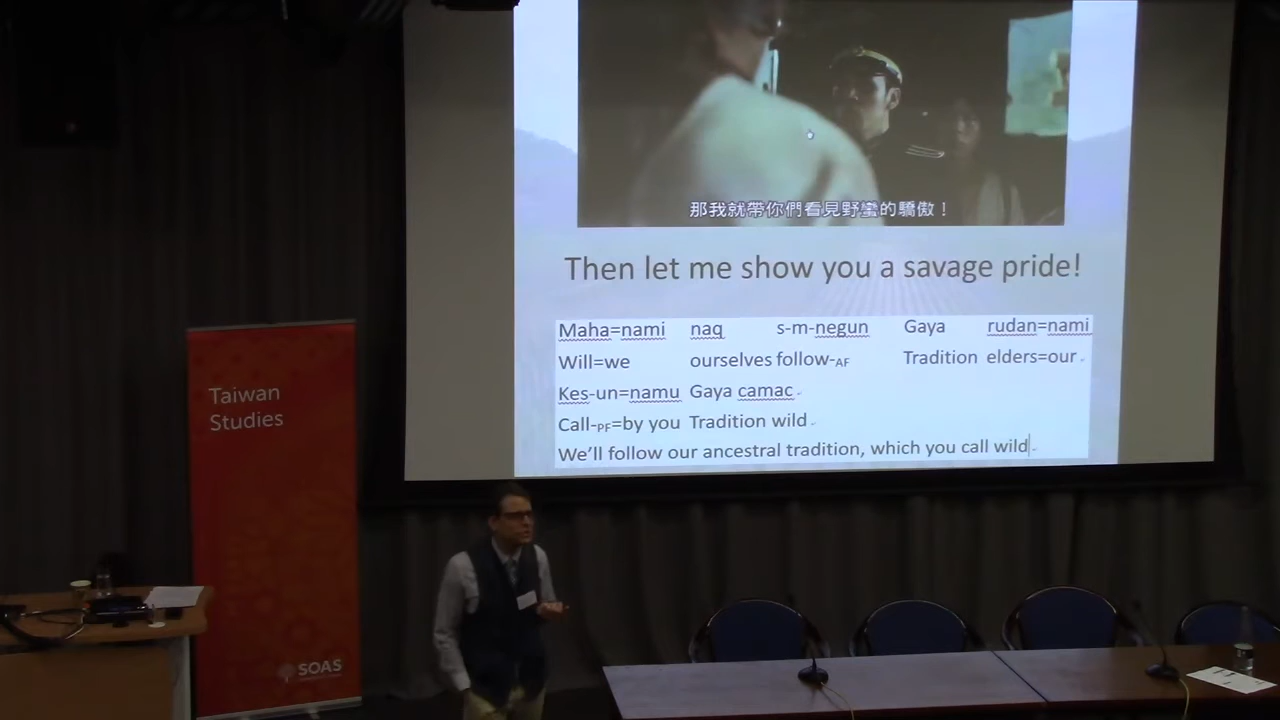 那我就帶你們看見野蠻的驕傲！
Then let me show you a savage pride!
Maha=nami naq s-m-negun Gaya rudan=nami
Will=we ourselves follow-AF Tradition elders=our
Kes-un=namu Gaya camac
Call-PF=by you Tradition wild
We'll follow our ancestral tradition, which you call wild
Taiwan
Studies
SOAS